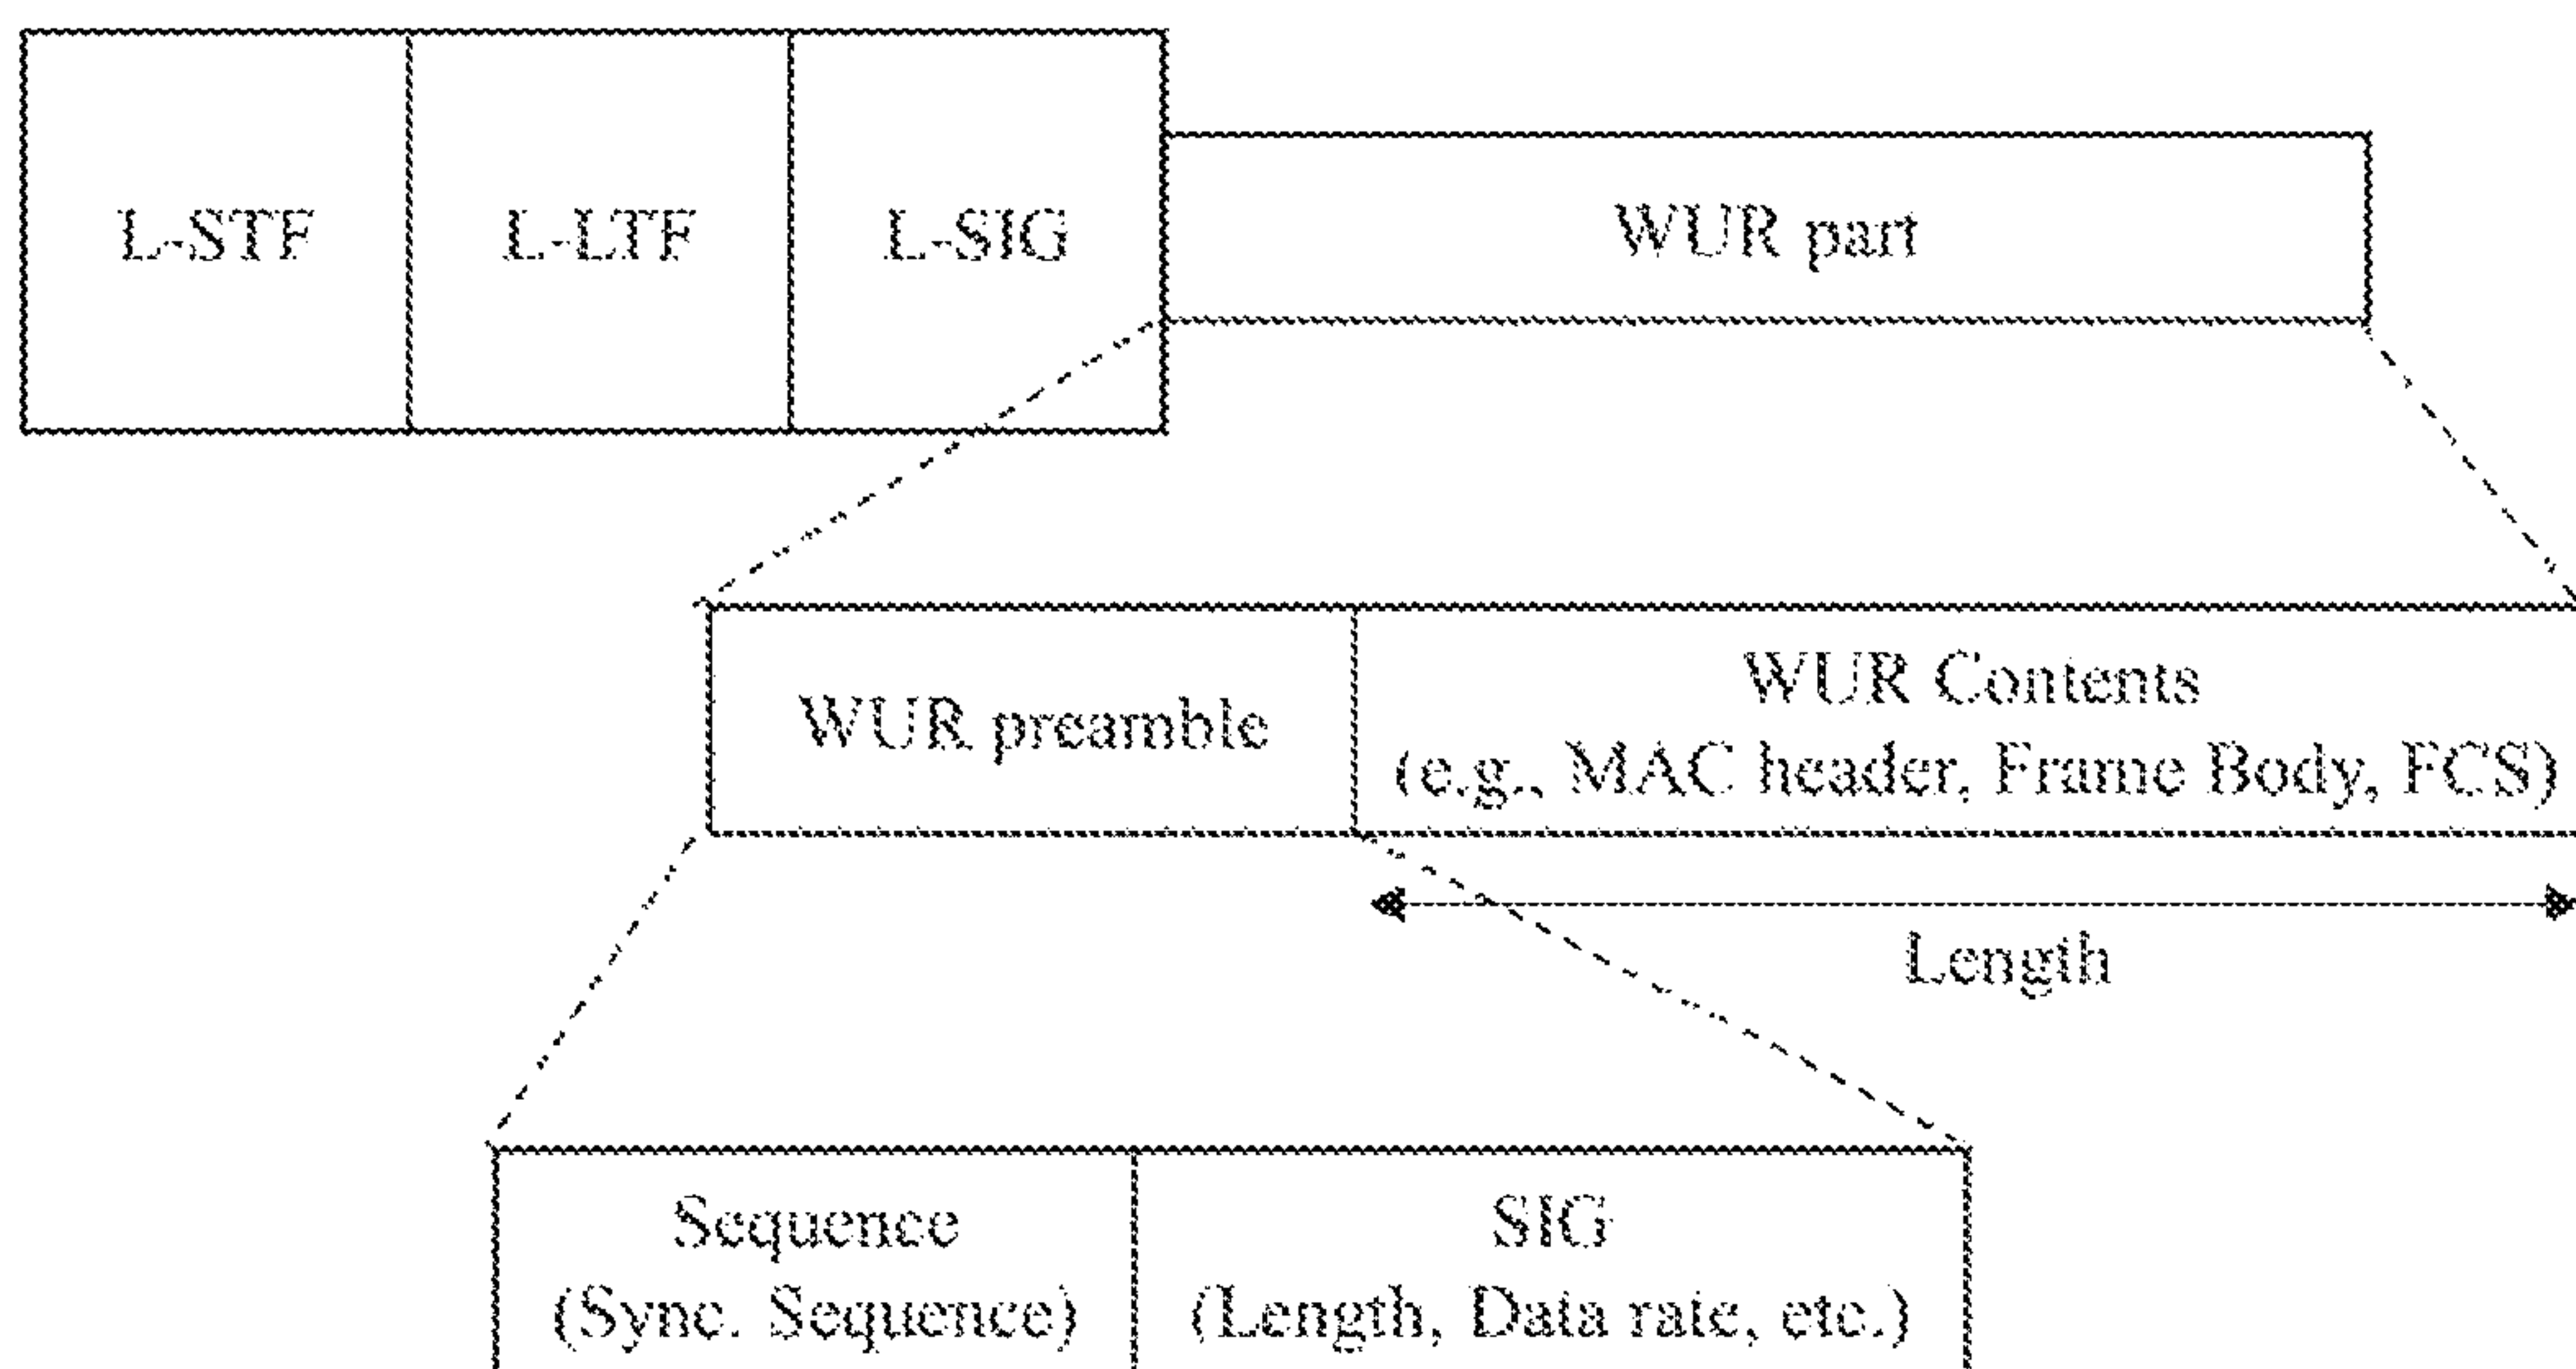 L-STF
L-LTF
L-SIG
WUR part
WUR preamble
WUR Contents
(e.g., MAC header, Frame Body, FCS)
Length
Sequence
(Sync. Sequence)
SIG
(Length, Data rate, etc.)